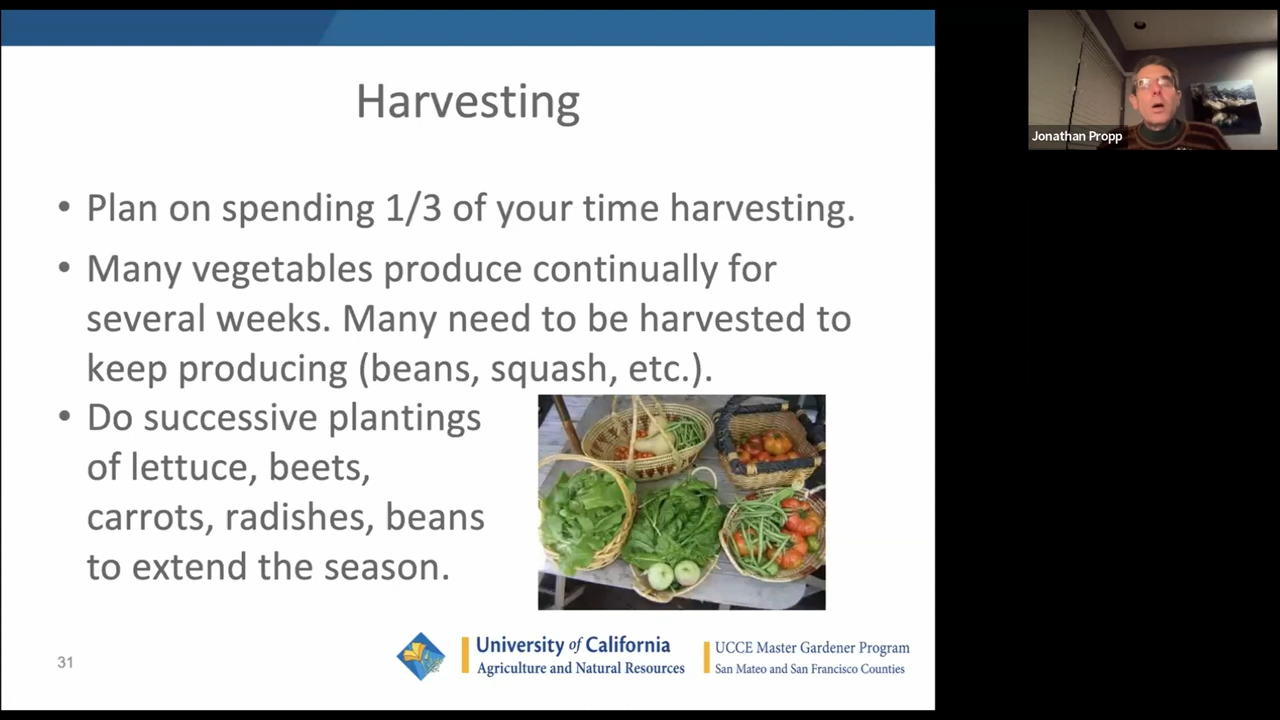 Harvesting
• Plan on spending 1/3 of your time harvesting.
• Many vegetables produce continually for
several weeks. Many need to be harvested to
keep producing (beans, squash, etc.).
• Do successive plantings
of lettuce, beets,
carrots, radishes, beans
to extend the season.
31
University of California
Agriculture and Natural Resources
UCCE Master Gardener Program
San Mateo and San Francisco Counties
Jonathan Propp